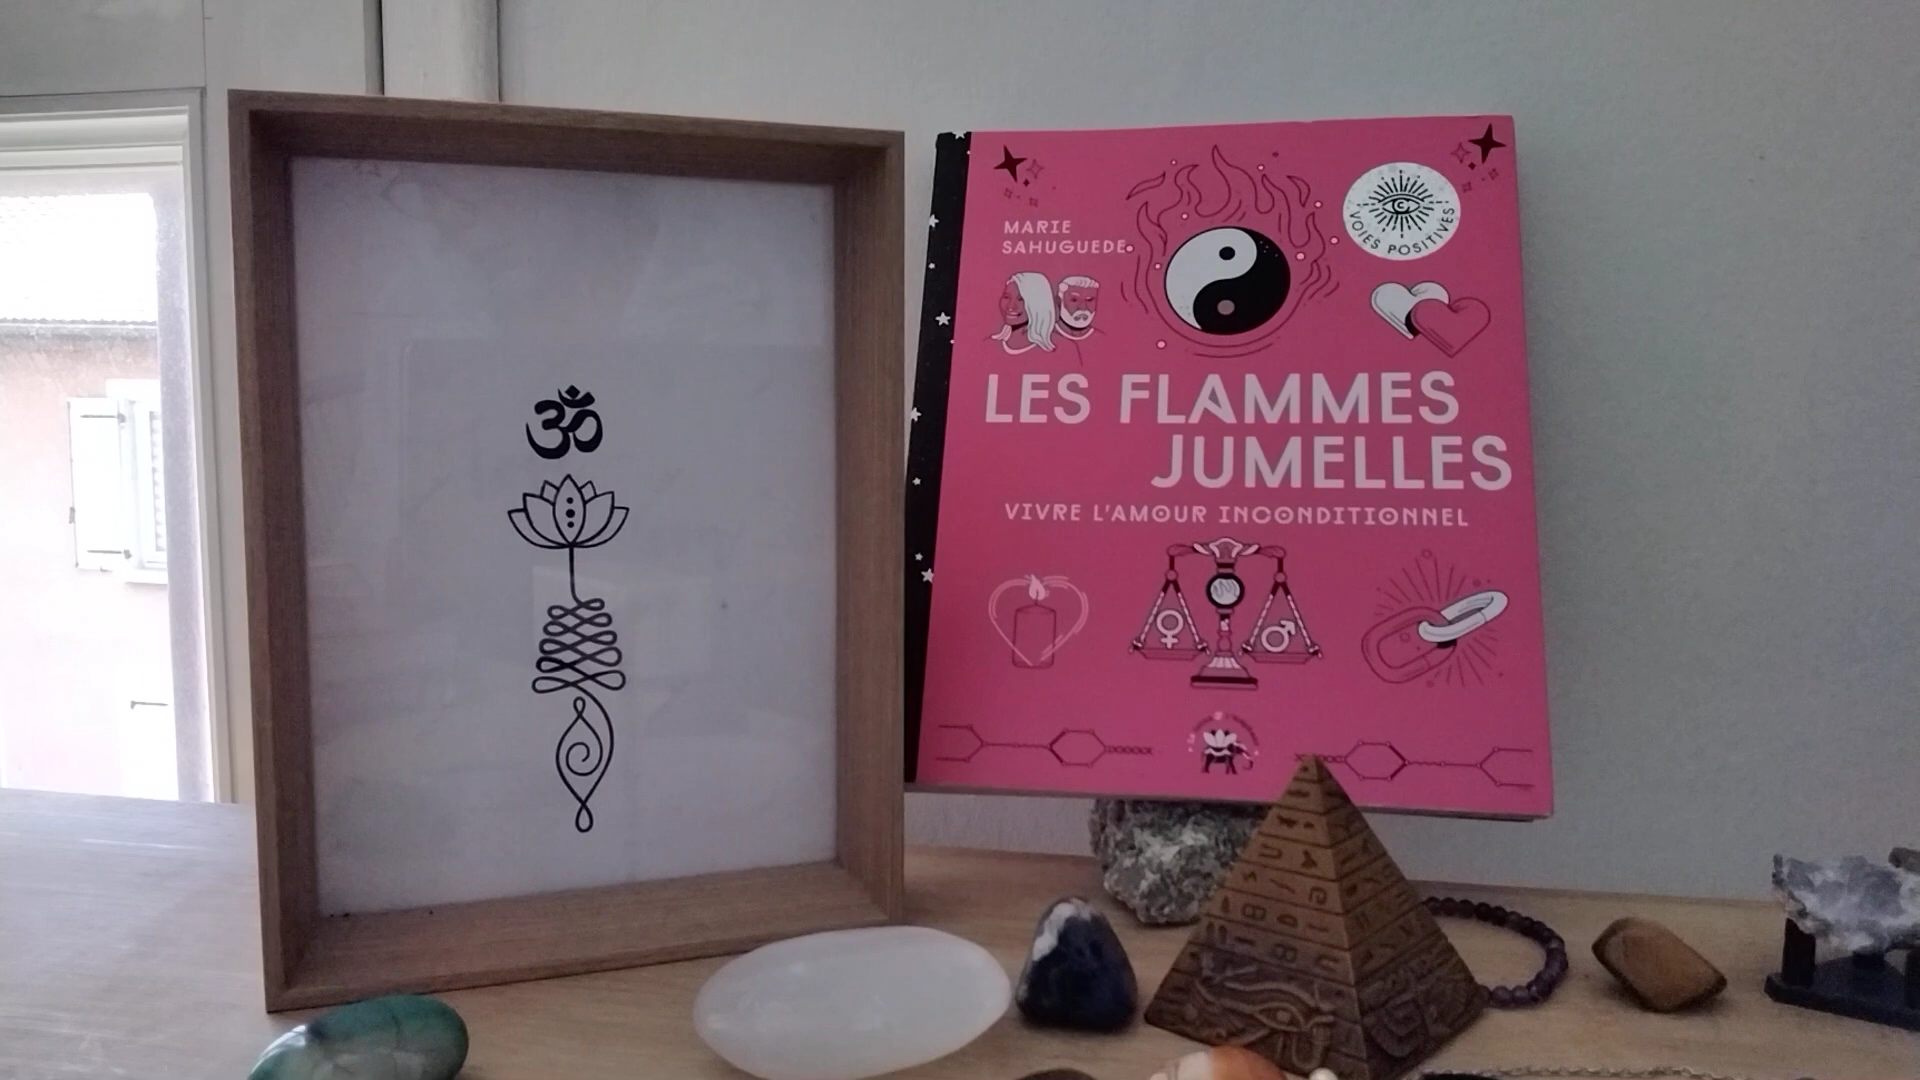 ॐ
MARIE
SAHUGUEDE
VOIES POSITIVES
LES FLAMMES
JUMELLES
VIVRE L'AMOUR INCONDITIONNEL